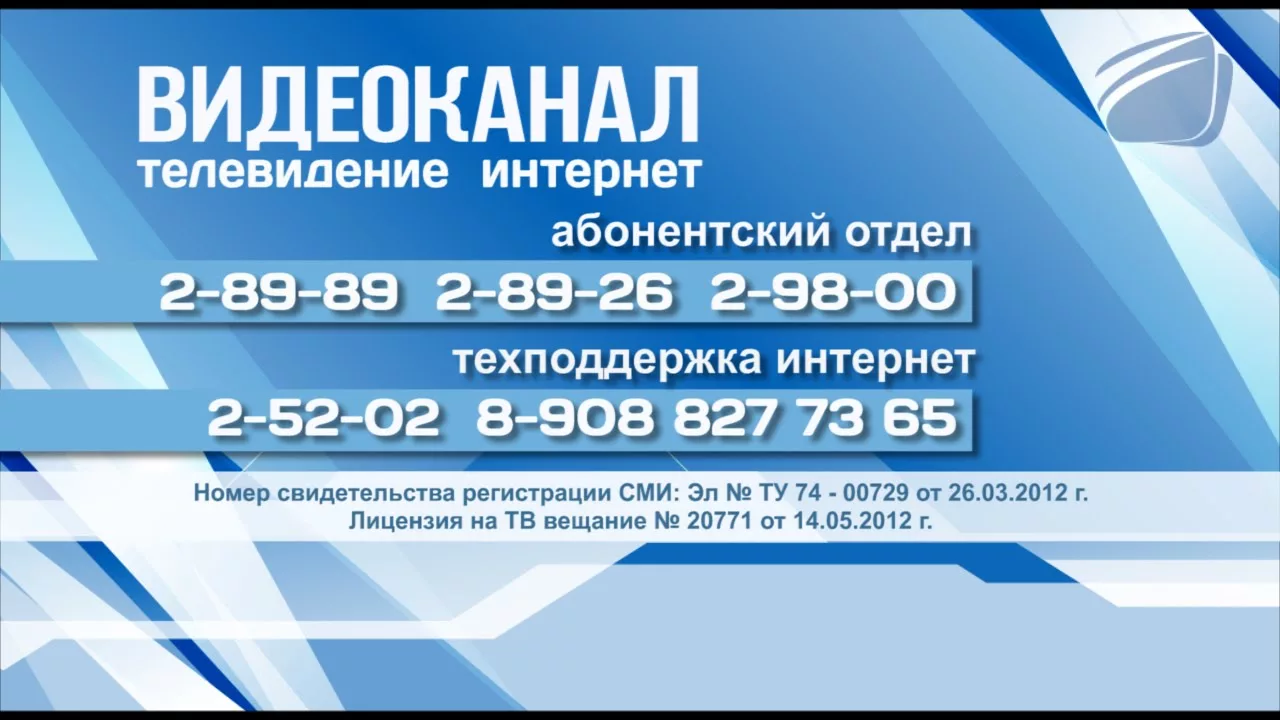 ВИДЕОКАНАЛ
телевидение интернет
абонентский отдел
2-89-89 2-89-26 2-98-00
техподдержка интернет
2-52-02 8-908 827 73 65
Номер свидетельства регистрации СМИ: Эл № ТУ 74 - 00729 от 26.03.2012 г.
Лицензия на ТВ вещание № 20771 от 14.05.2012 г.